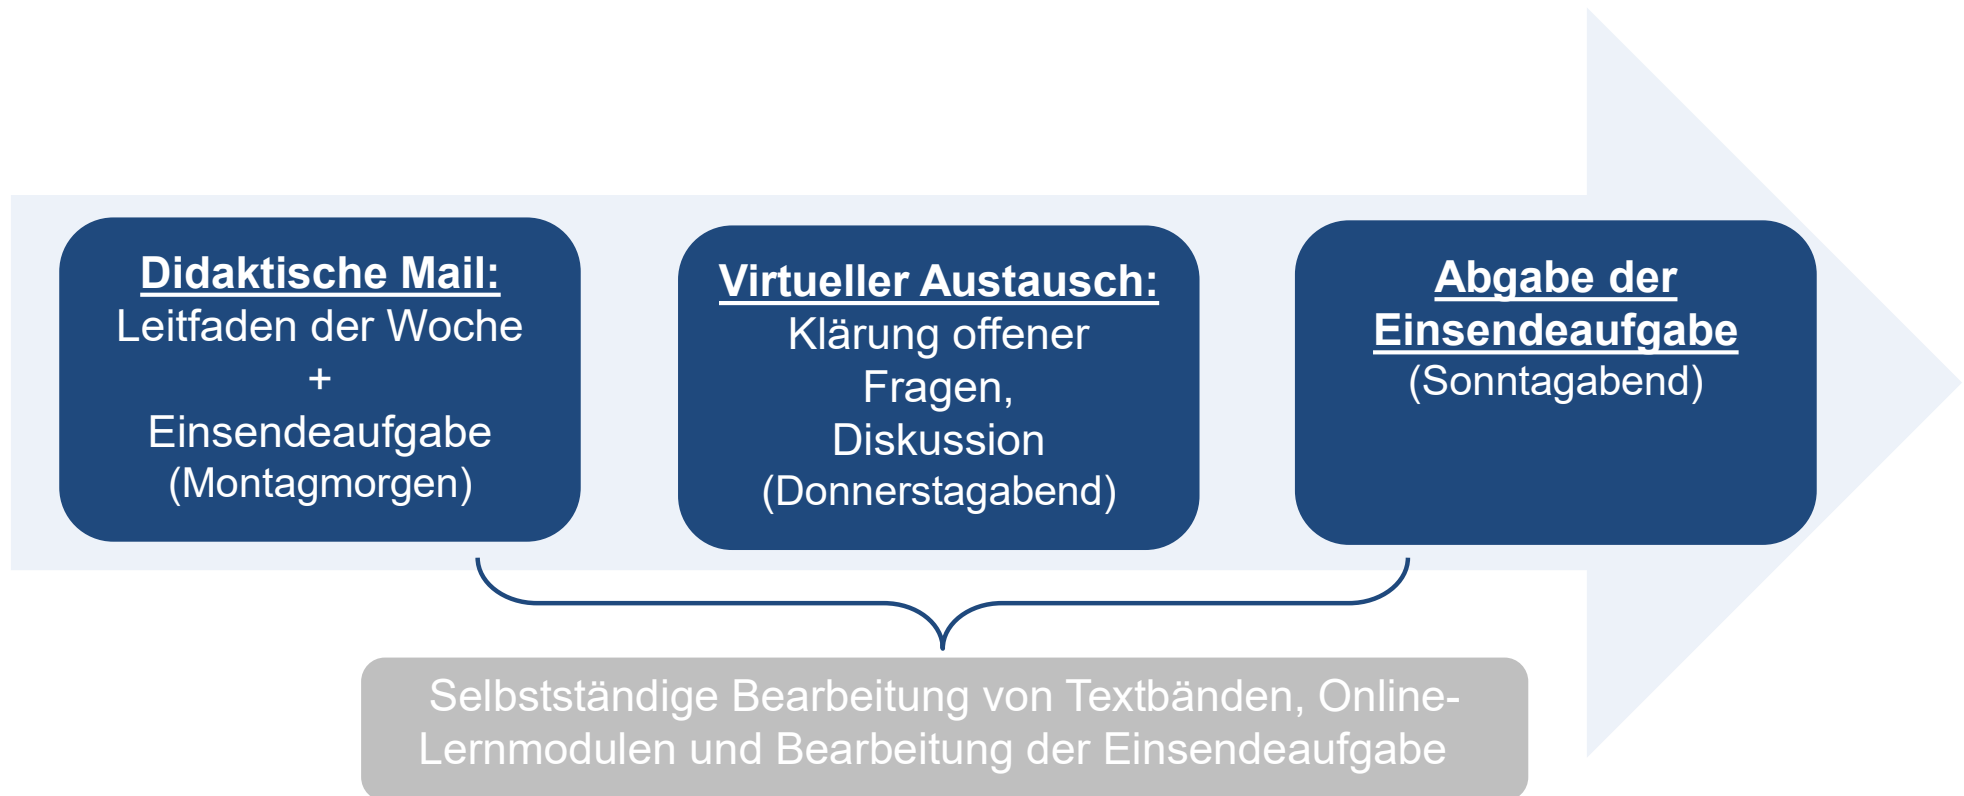 Didaktische Mail:
Leitfaden der Woche
+
Einsendeaufgabe
(Montagmorgen)
Virtueller Austausch:
Klärung offener
Fragen,
Diskussion
(Donnerstagabend)
Abgabe der
Einsendeaufgabe
(Sonntagabend)
Selbstständige Bearbeitung von Textbänden, Online-
Lernmodulen und Bearbeitung der Einsendeaufgabe